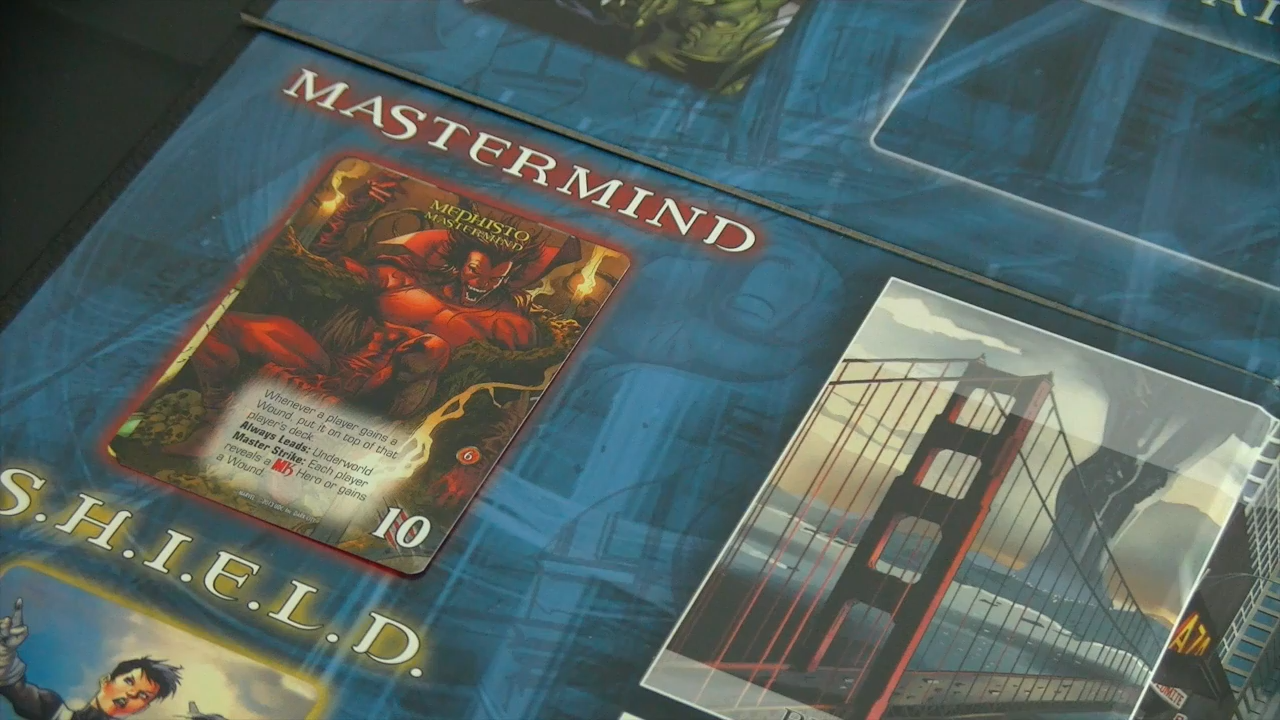 MASTERMIND
MEPHISTO
MASTERMIND
Whenever a player gains a
Wound, put it on top of that
player's deck
Always Leads: Underworld
Master Strike: Each player
reveals a Hero or gains
a Wound.
6
10
S.H.I.E.L.D.